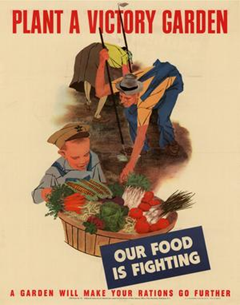 PLANT A VICTORY GARDEN
OUR FOOD
IS FIGHTING
A GARDEN WILL MAKE YOUR RATIONS GO FURTHER